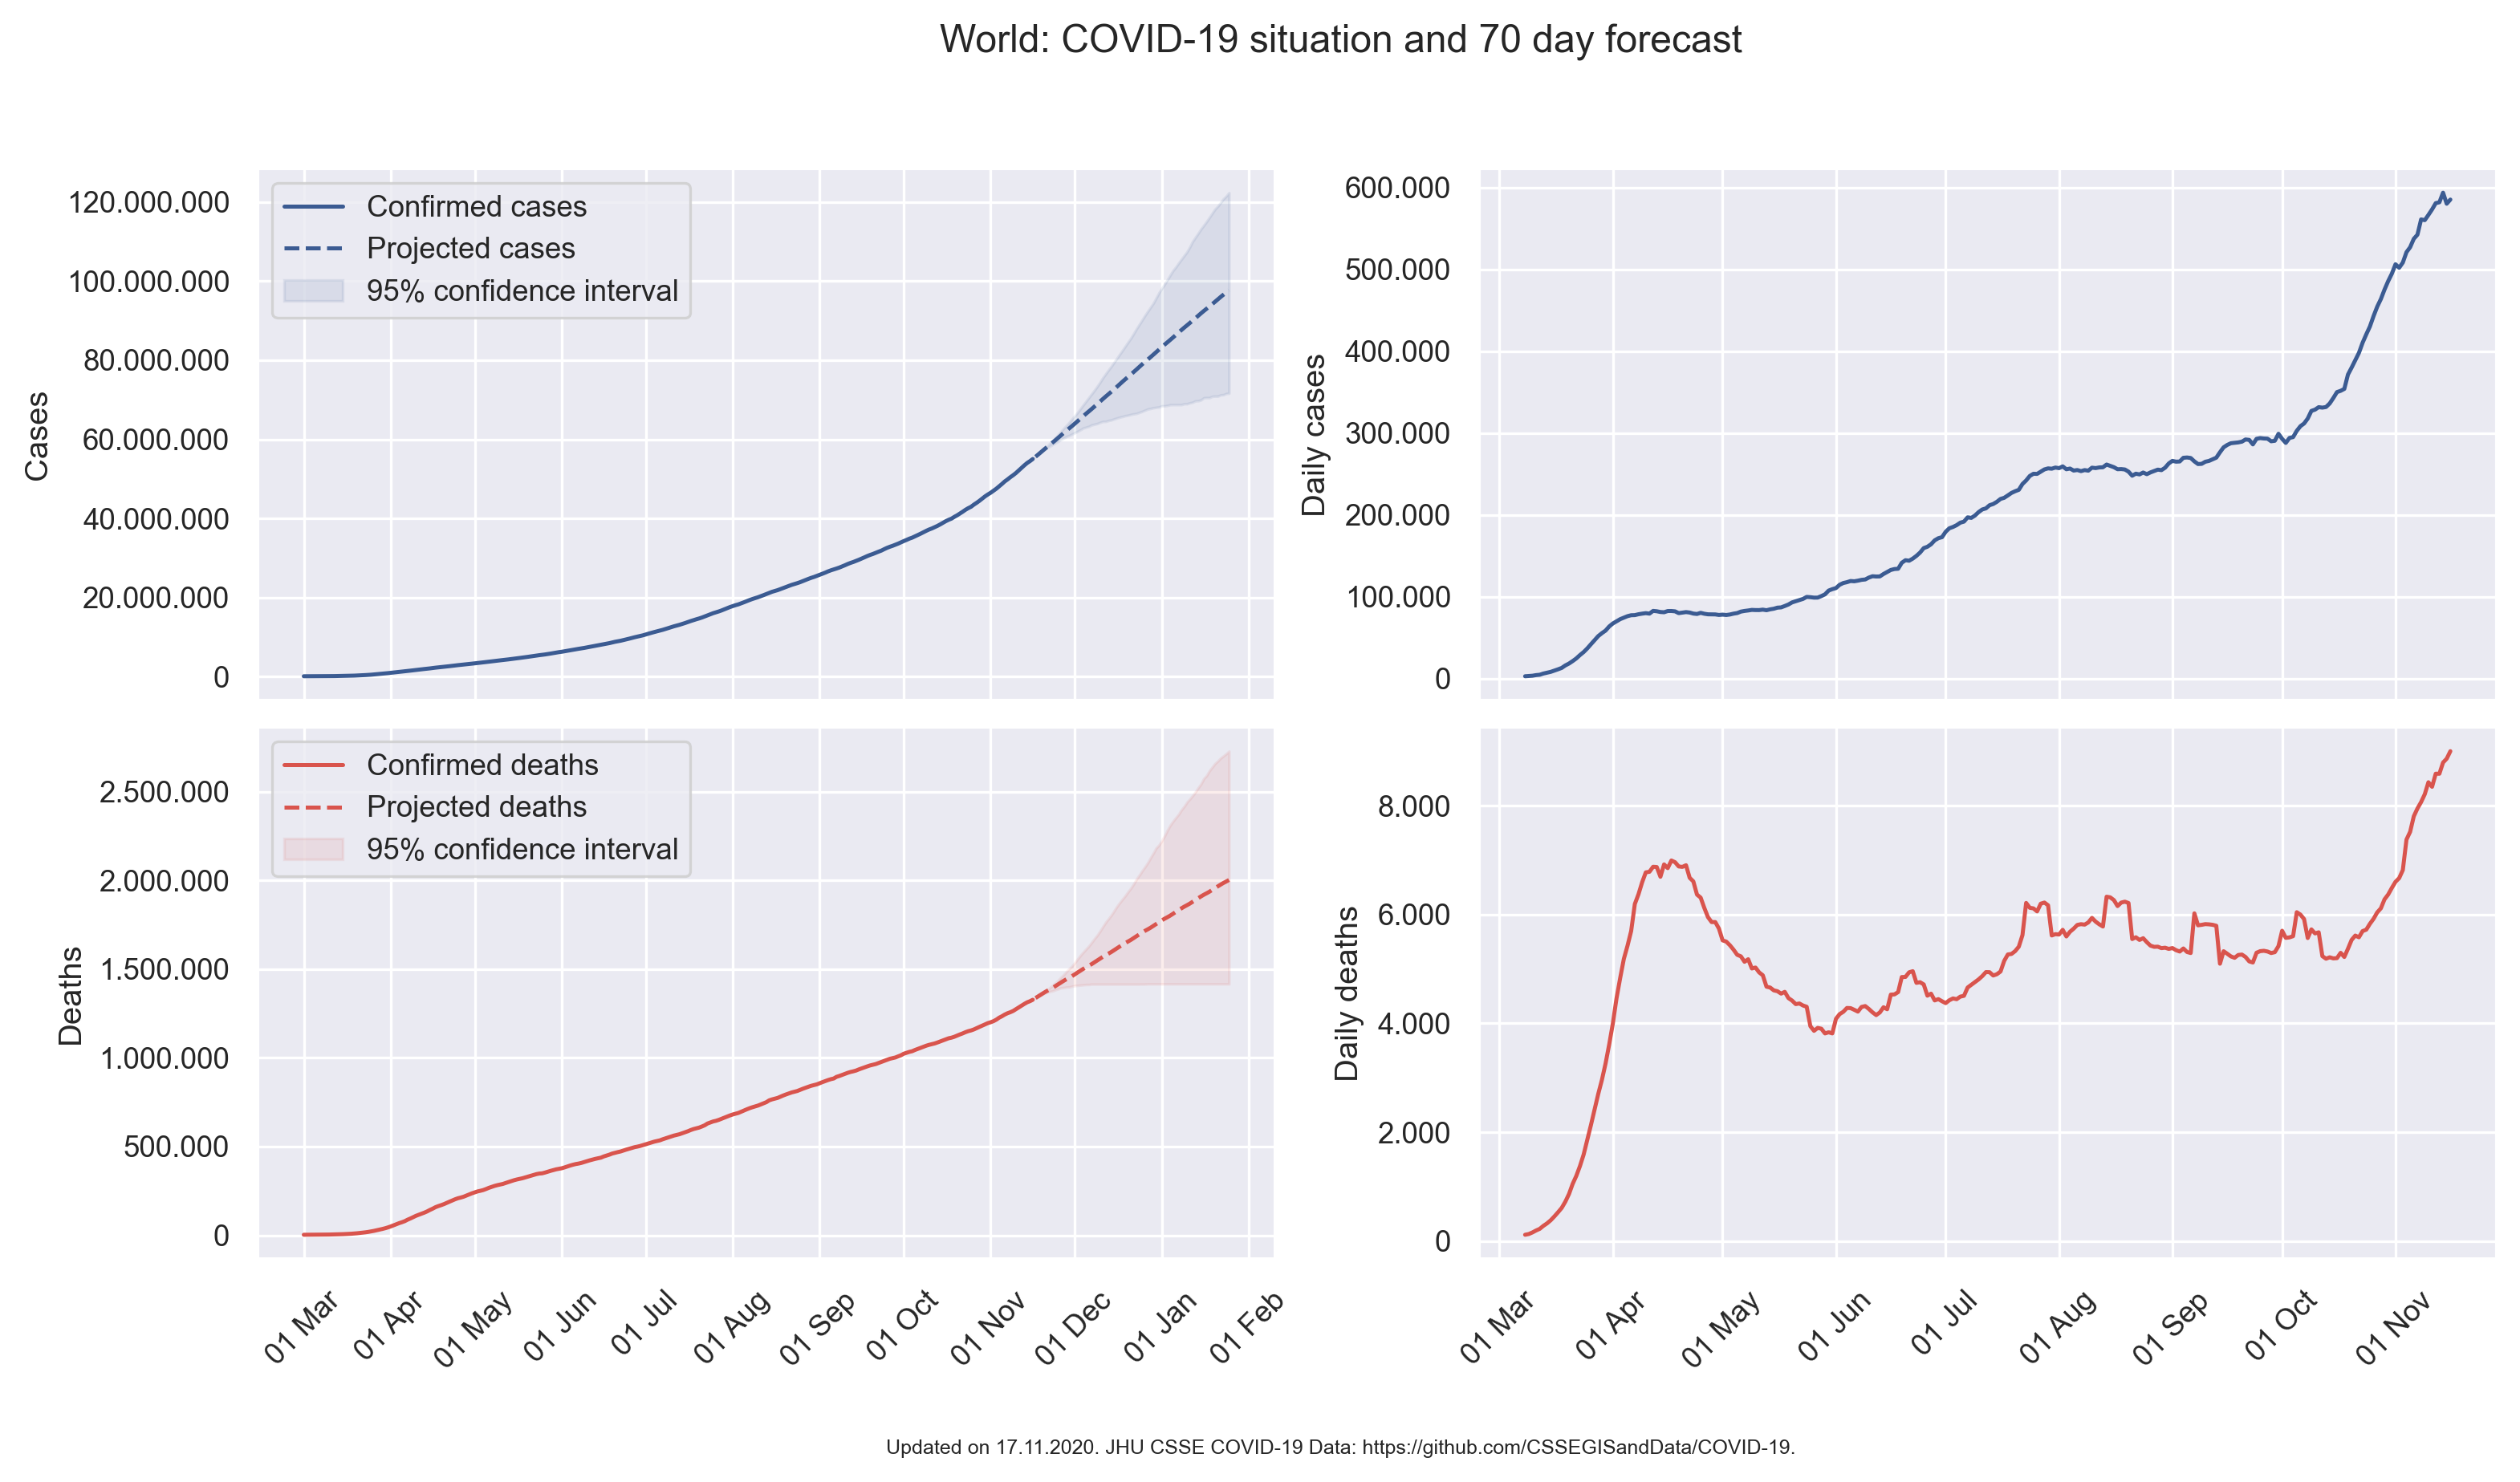 World: COVID-19 situation and 70 day forecast
Cases
120.000.000
100.000.000
80.000.000
60.000.000
40.000.000
20.000.000
0
Confirmed cases
Projected cases
95% confidence interval
Daily cases
600.000
500.000
400.000
300.000
200.000
100.000
0
Deaths
2.500.000
2.000.000
1.500.000
1.000.000
500.000
0
Confirmed deaths
Projected deaths
95% confidence interval
01 Mar
01 Apr
01 May
01 Jun
01 Jul
01 Aug
01 Sep
01 Oct
01 Nov
01 Dec
01 Jan
01 Feb
Daily deaths
8.000
6.000
4.000
2.000
0
01 Mar
01 Apr
01 May
01 Jun
01 Jul
01 Aug
01 Sep
01 Oct
01 Nov
Updated on 17.11.2020. JHU CSSE COVID-19 Data: https://github.com/CSSEGISandData/COVID-19.